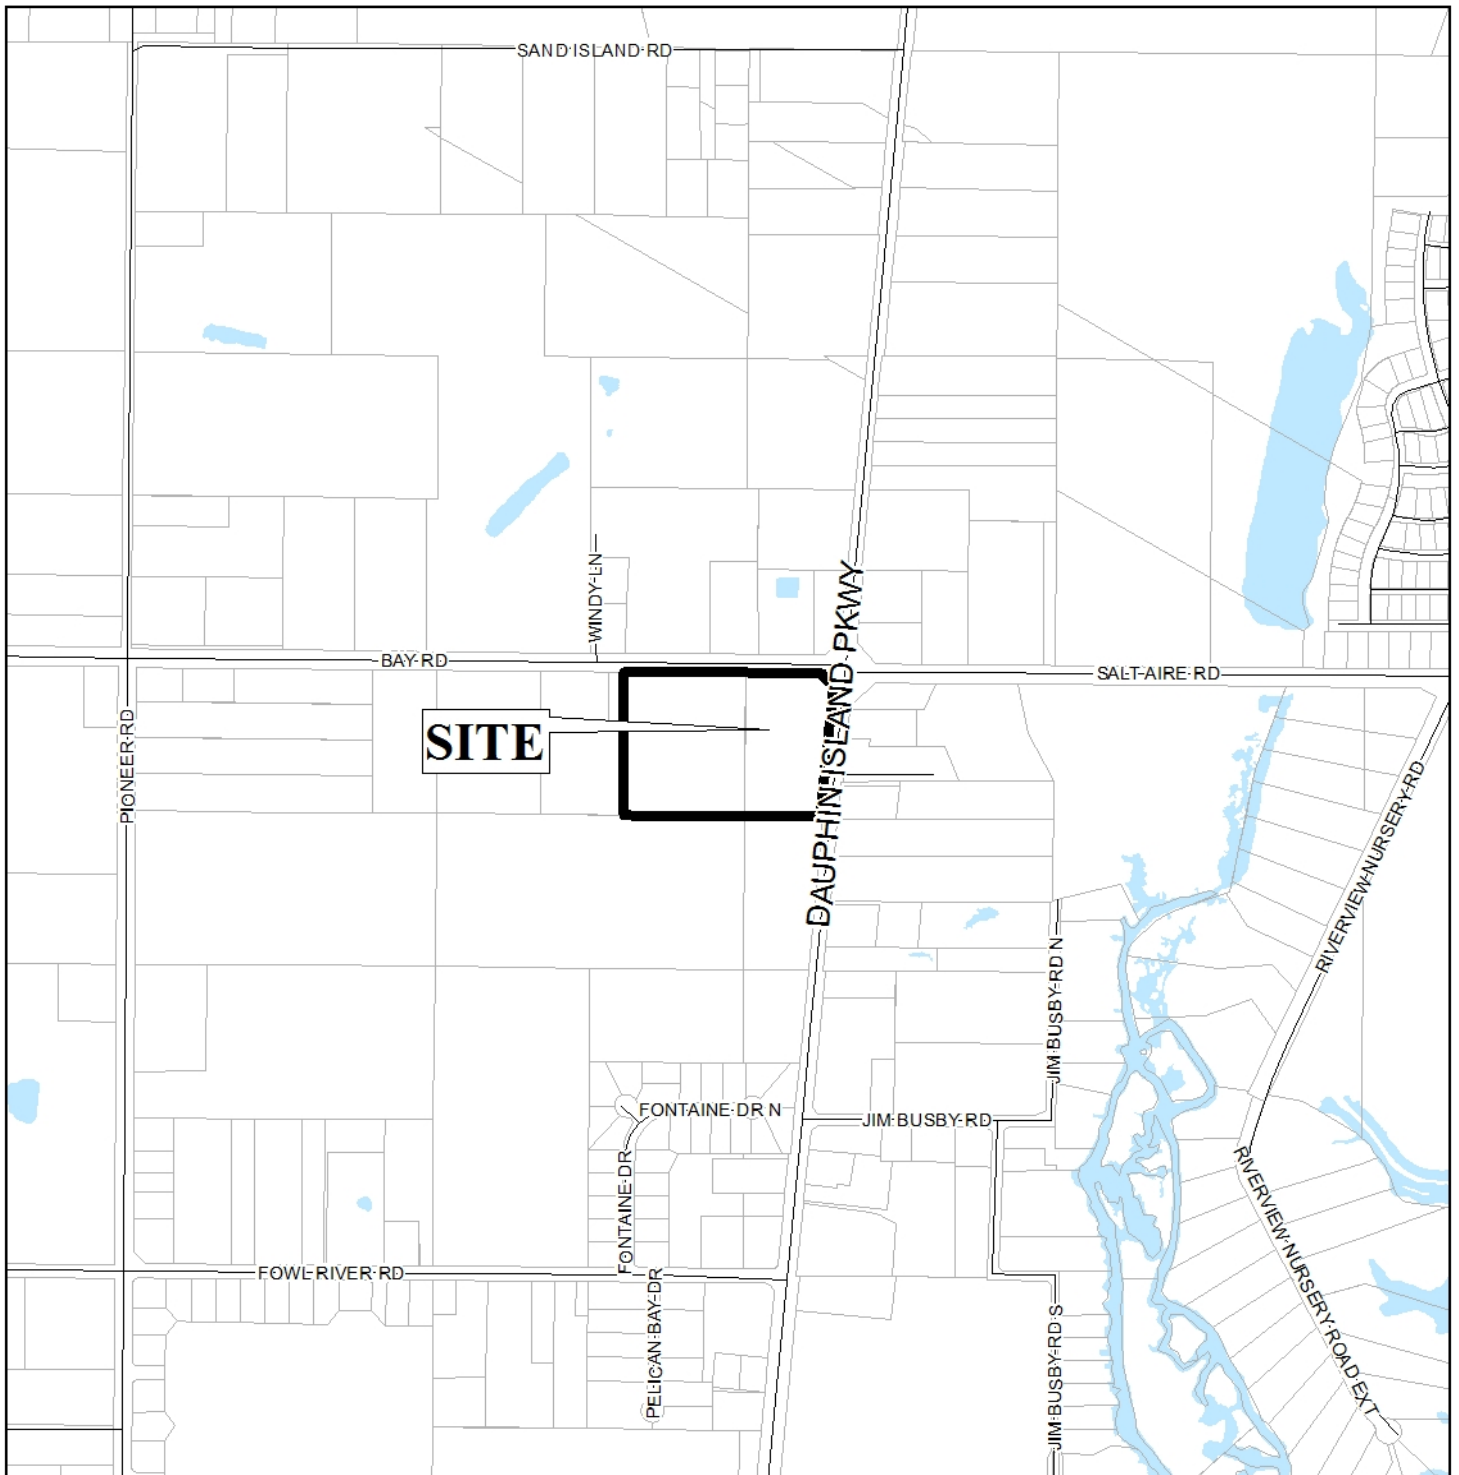 SAND ISLAND RD
WINDY LN
BAY RD
SALT AIRE RD
DAUPHIN ISLAND PKWY
SITE
PIONEER RD
RIVERVIEW NURSERY RD
JIM BUSBY RD N
FONTAINE DR N
JIM BUSBY RD
FONTAINE DR
RIVERVIEW NURSERY ROAD EXT
FOWL RIVER RD
PELICAN BAY DR
JIM BUSBY RD S